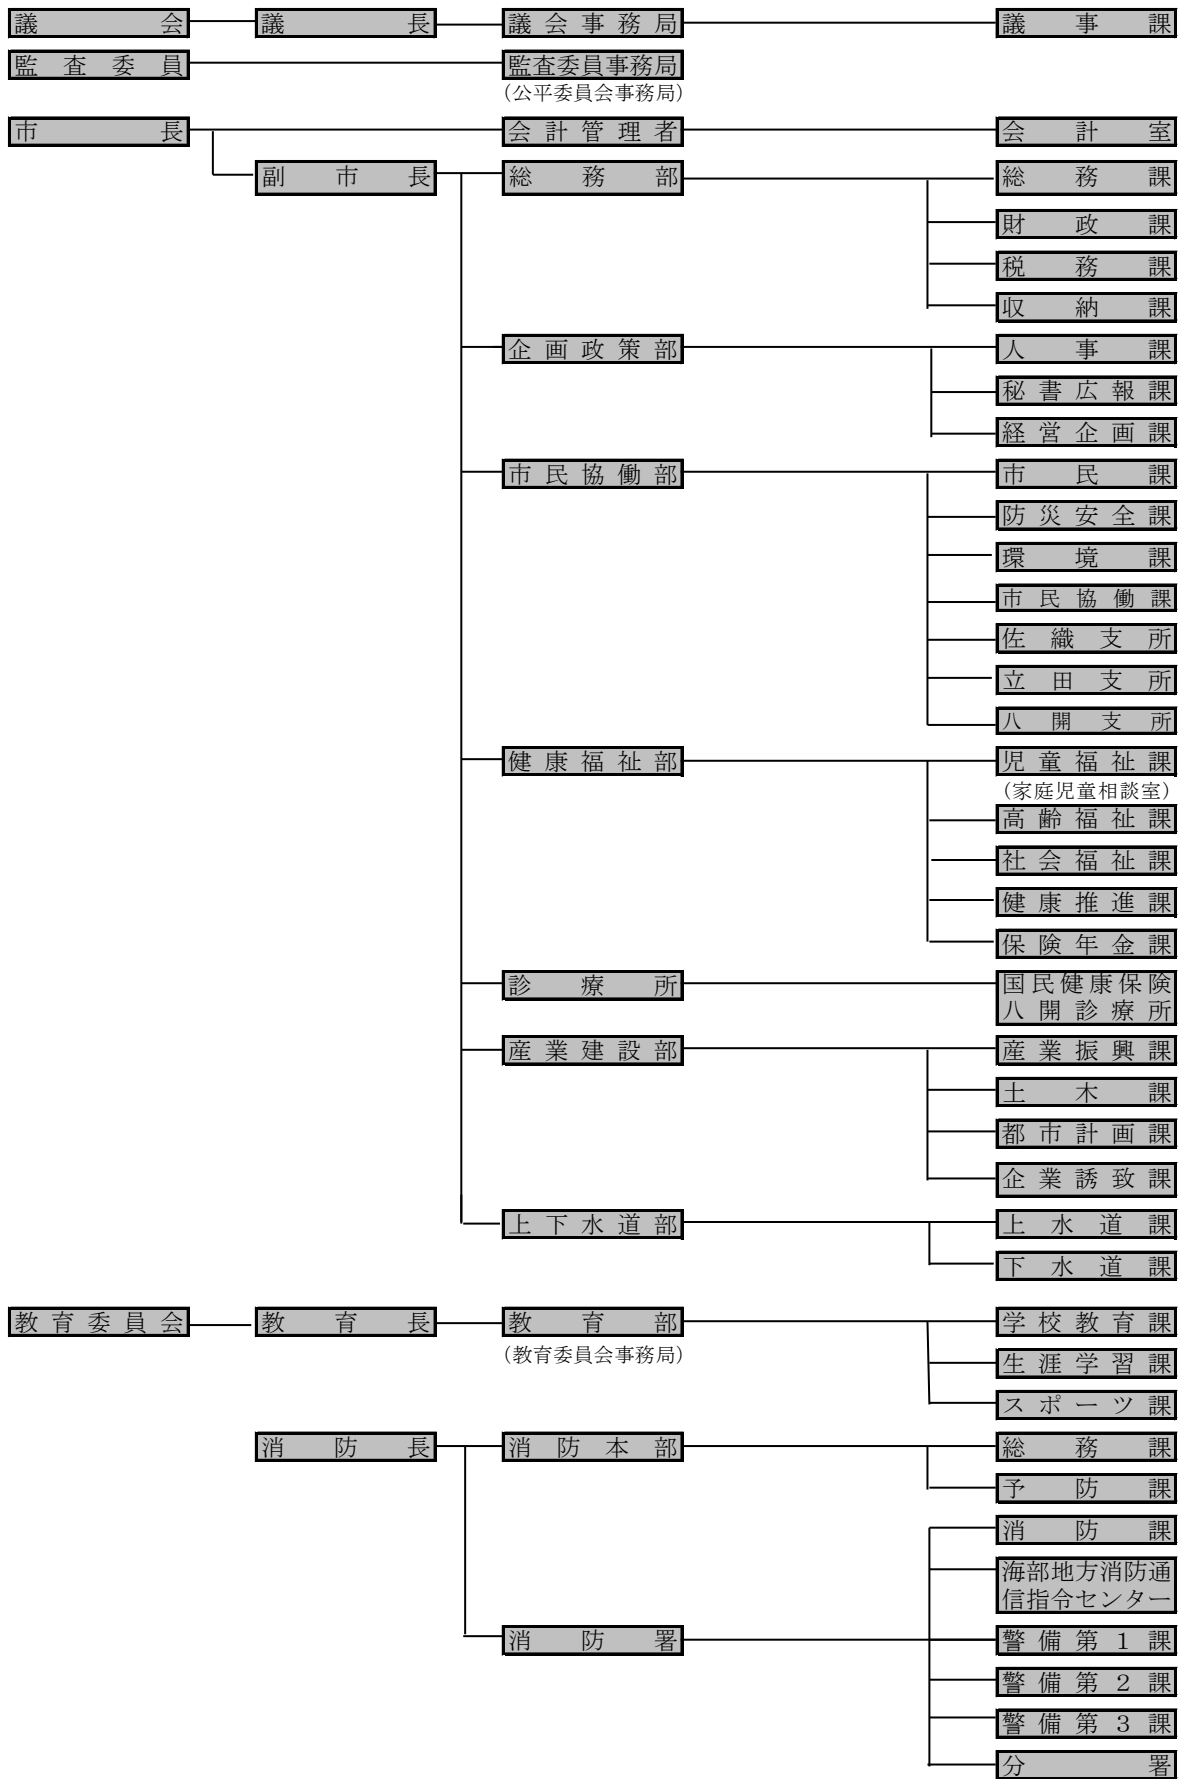 議会
議長
議会事務局
議事課
監査委員
監査委員事務局
（公平委員会事務局）
市長
会計管理者
会計室
副市長
総務部
総務課
財政課
税務課
収納課
企画政策部
人事課
秘書広報課
経営企画課
市民協働部
市民課
防災安全課
環境課
市民協働課
佐織支所
立田支所
八開支所
健康福祉部
児童福祉課
（家庭児童相談室）
高齢福祉課
社会福祉課
健康推進課
保険年金課
診療所
国民健康保険
八開診療所
産業建設部
産業振興課
土木課
都市計画課
企業誘致課
上下水道部
上水道課
下水道課
教育委員会
教育長
教育部
（教育委員会事務局）
学校教育課
生涯学習課
スポーツ課
消防長
消防本部
総務課
予防課
消防課
海部地方消防通
信指令センター
消防署
警備第１課
警備第２課
警備第３課
分署